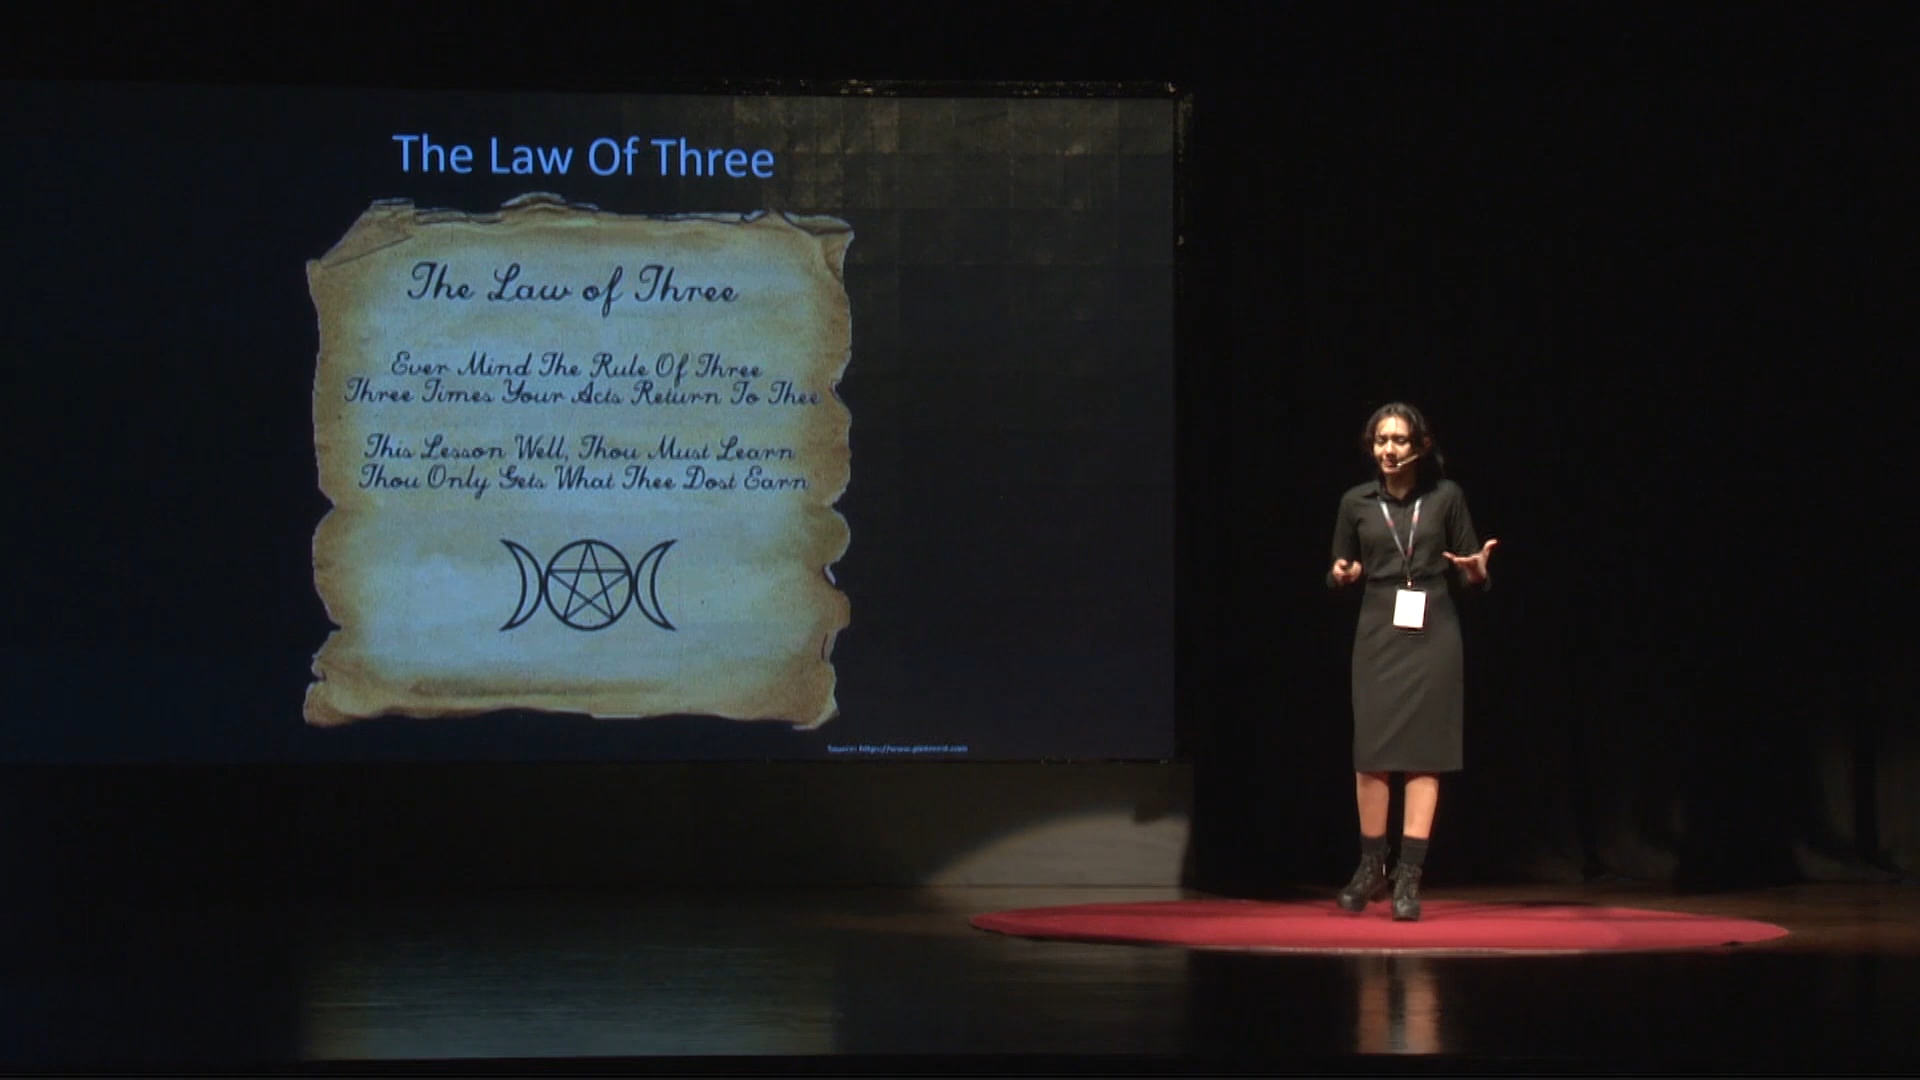 The Law Of Three
The Law of Three
Ever Mind The Rule Of Three
Three Times Your Acts Return To Thee
This Lesson Well, Thou Must Learn
Thou Only Gets What Thee Dost Earn